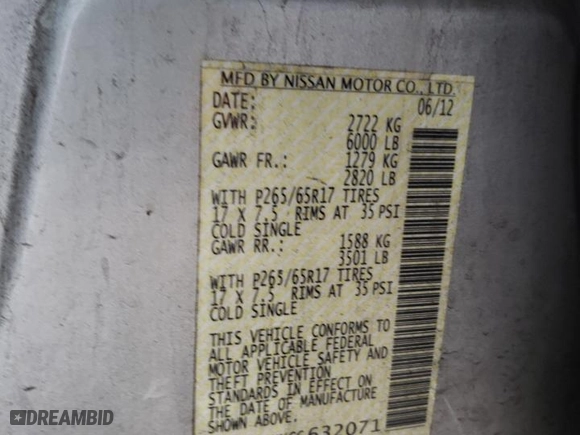 MFD BY NISSAN MOTOR CO., LTD.
DATE: 06/12
GVWR: 2722 KG
6000 LB
GAWR FR.: 1279 KG
2820 LB
WITH P265/65R17 TIRES
17 X 7.5 RIMS AT 35 PSI
COLD SINGLE
GAWR RR.: 1588 KG
3501 LB
WITH P265/65R17 TIRES
17 X 7.5 RIMS AT 35 PSI
COLD SINGLE
THIS VEHICLE CONFORMS TO
ALL APPLICABLE FEDERAL
MOTOR VEHICLE SAFETY AND
THEFT PREVENTION
STANDARDS IN EFFECT ON
THE DATE OF MANUFACTURE
SHOWN ABOVE.
632071
DREAMBID